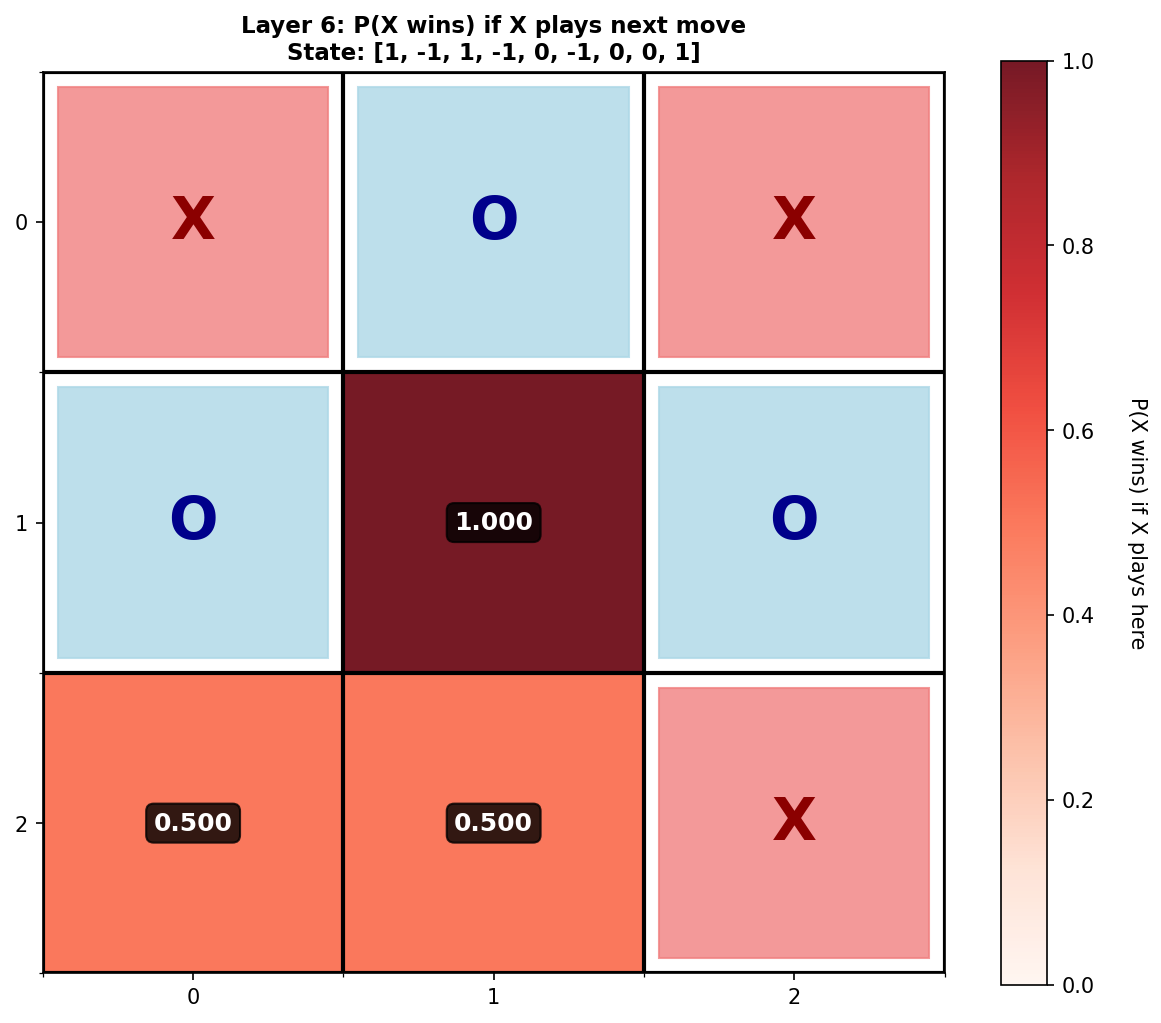 Layer 6: P(X wins) if X plays next move
State: [1, -1, 1, -1, 0, -1, 0, 0, 1]
0
X
O
X
1
O
1.000
O
2
0.500
0.500
X
0
1
2
1.0
0.8
0.6
0.4
0.2
0.0
P(X wins) if X plays here